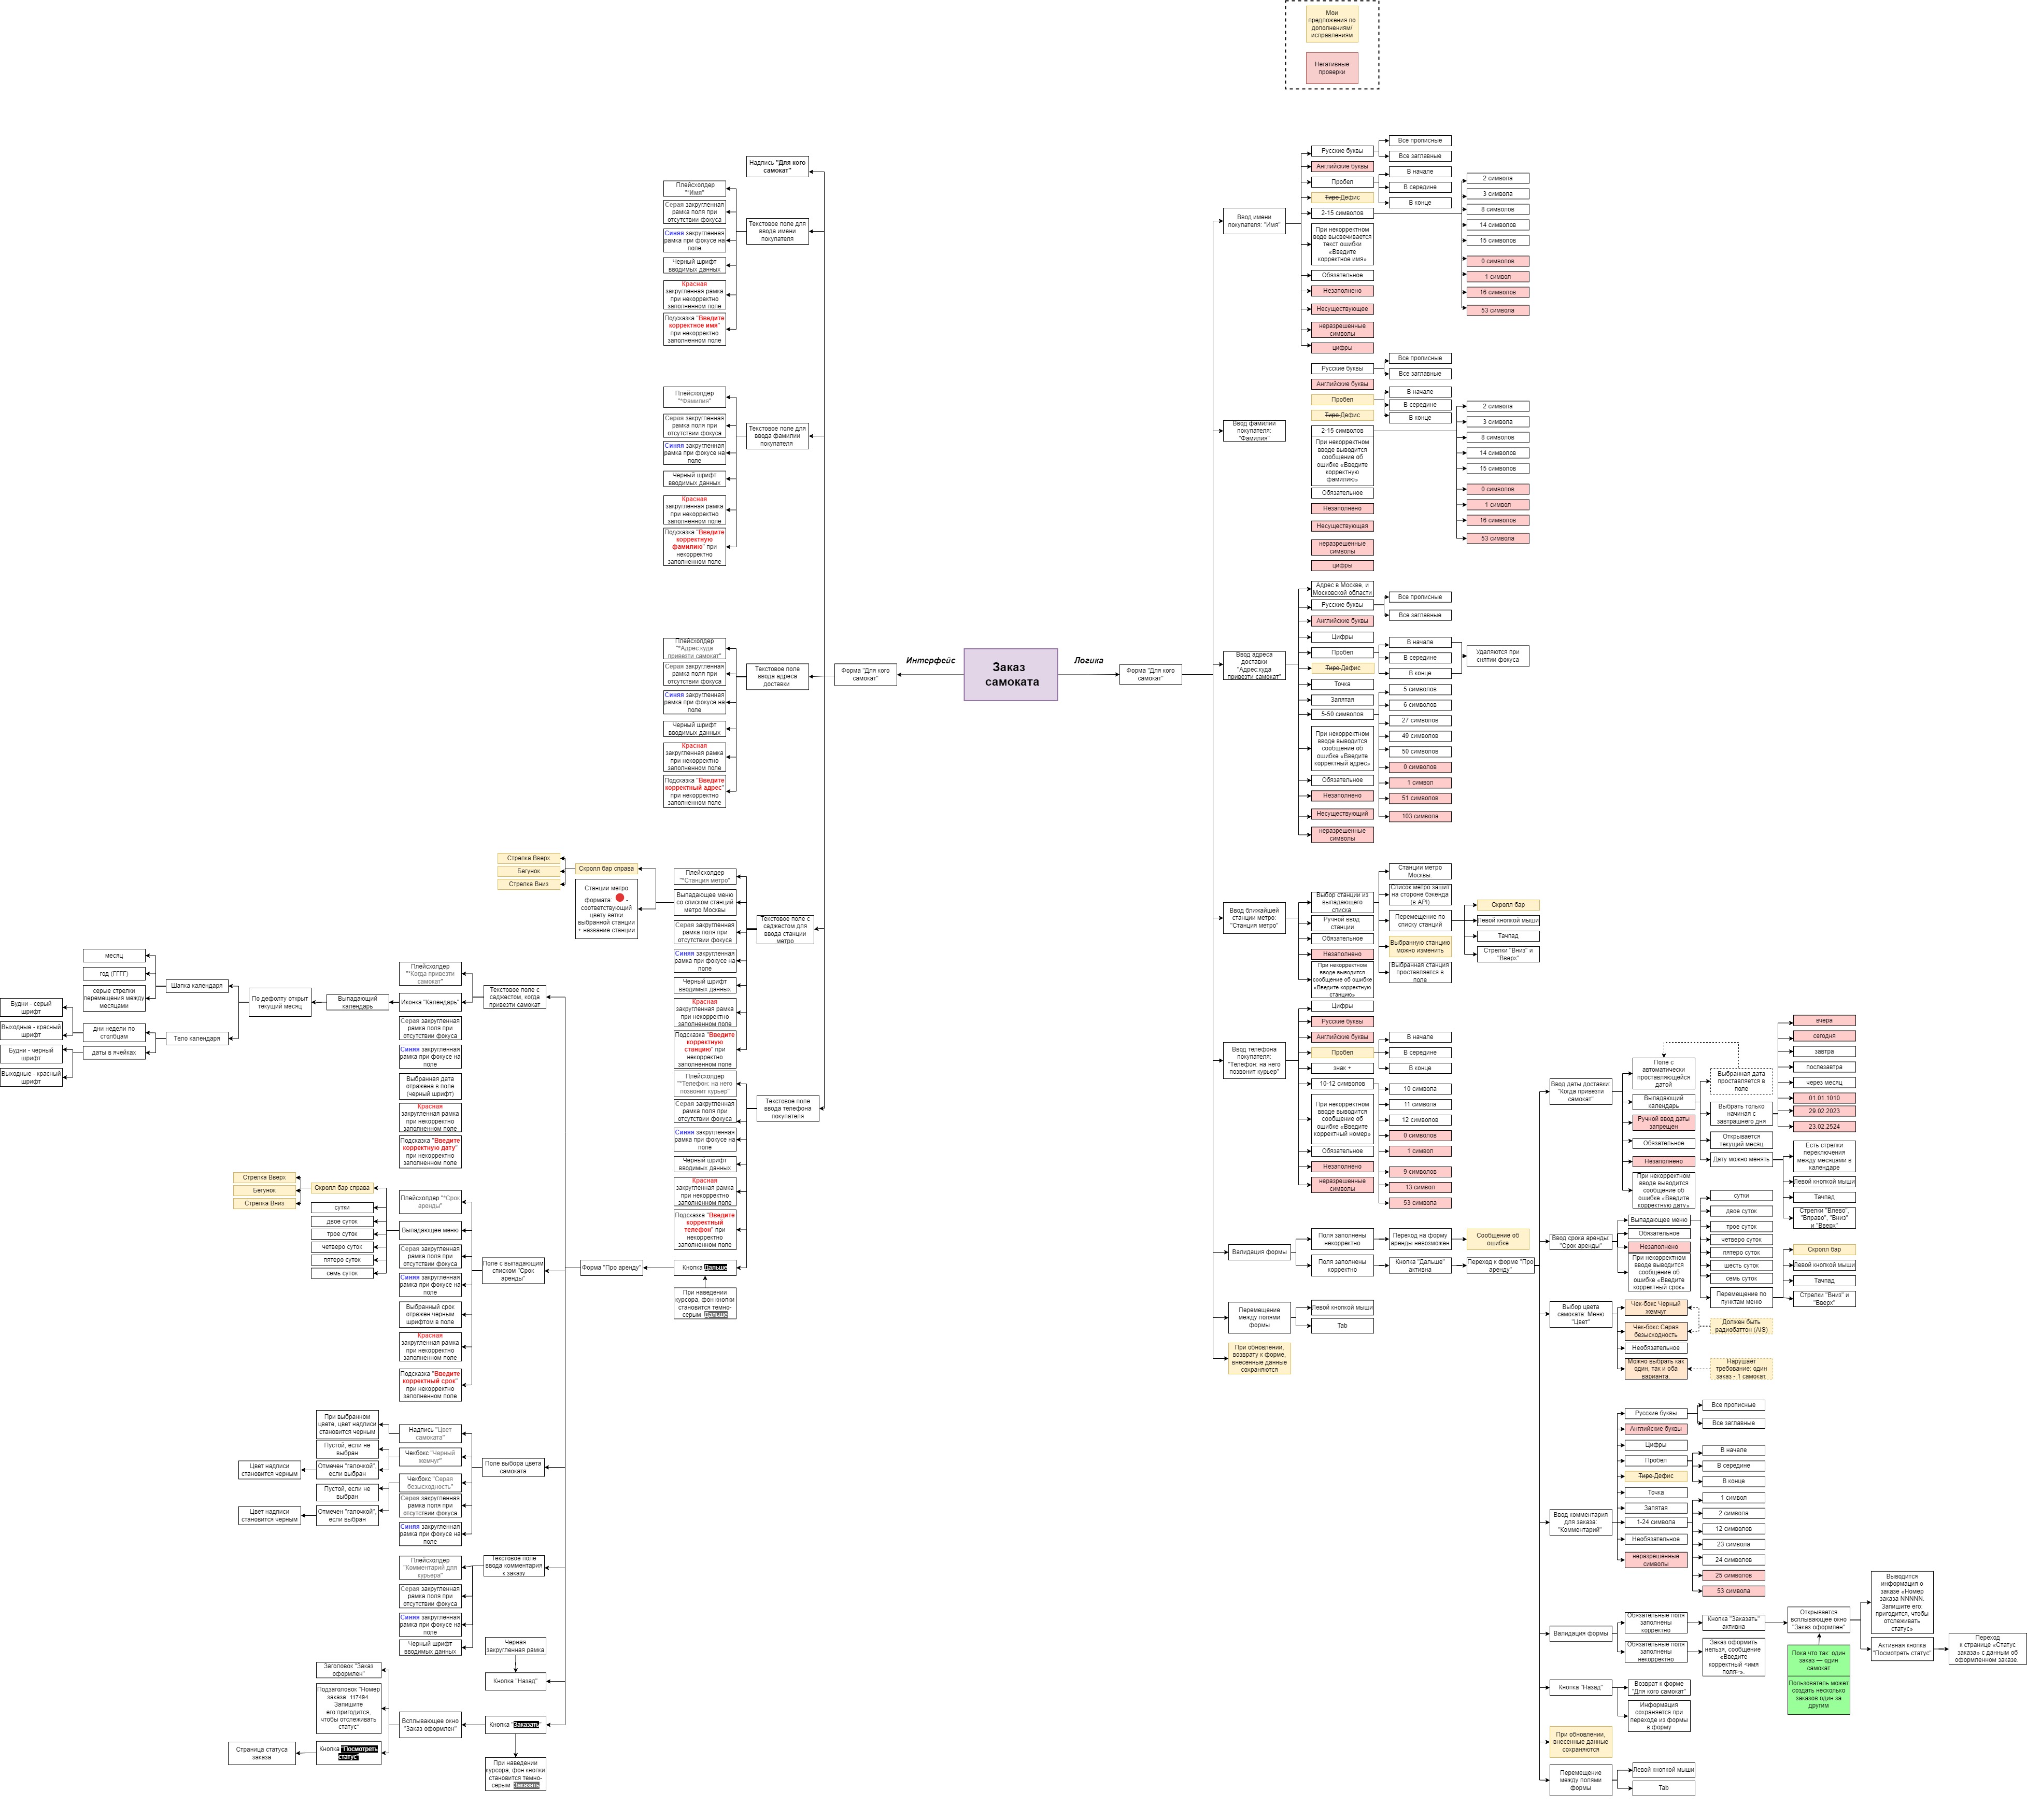 Мои
предложения по
дополнениям/
исправлениям
Негативные
проверки
Заказ
самоката
Интерфейс
Логика
Форма "Для кого
самокат"
Надпись "Для кого
самокат"
Текстовое поле для
ввода имени
покупателя
Плейсхолдер
"*Имя"
Серая закругленная
рамка поля при
отсутствии фокуса
Синяя закругленная
рамка при фокусе на
поле
Черный шрифт
вводимых данных
Красная
закругленная рамка
при некорректно
заполненном поле
Подсказка "Введите
корректное имя"
при некорректно
заполненном поле
Текстовое поле для
ввода фамилии
покупателя
Плейсхолдер
"*Фамилия"
Серая закругленная
рамка поля при
отсутствии фокуса
Синяя закругленная
рамка при фокусе на
поле
Черный шрифт
вводимых данных
Красная
закругленная рамка
при некорректно
заполненном поле
Подсказка "Введите
корректную
фамилию" при
некорректно
заполненном поле
Текстовое поле
ввода адреса
доставки
Плейсхолдер
"*Адрес:куда
привезти самокат"
Серая закругленная
рамка поля при
отсутствии фокуса
Синяя закругленная
рамка при фокусе на
поле
Черный шрифт
вводимых данных
Красная
закругленная рамка
при некорректно
заполненном поле
Подсказка "Введите
корректный адрес"
при некорректно
заполненном поле
Текстовое поле с
саджестом для
ввода станции
метро
Плейсхолдер
"*Станция метро"
Выпадающее меню
со списком станций
метро Москвы
Скролл бар справа
Стрелка Вверх
Бегунок
Стрелка Вниз
Станции метро
формата: -
соответствующий
цвету ветки
выбранной станции
+ название станции
Серая закругленная
рамка поля при
отсутствии фокуса
Синяя закругленная
рамка при фокусе на
поле
Черный шрифт
вводимых данных
Красная
закругленная рамка
при некорректно
заполненном поле
Подсказка "Введите
корректную
станцию" при
некорректно
заполненном поле
Текстовое поле
ввода телефона
покупателя
Плейсхолдер
"*Телефон: на него
позвонит курьер"
Серая закругленная
рамка поля при
отсутствии фокуса
Синяя закругленная
рамка при фокусе на
поле
Черный шрифт
вводимых данных
Красная
закругленная рамка
при некорректно
заполненном поле
Подсказка "Введите
корректный
телефон" при
некорректно
заполненном поле
Кнопка Дальше
При наведении
курсора, фон кнопки
становится темно-
серым Дальше
Форма "Про аренду"
Текстовое поле с
саджестом, когда
привезти самокат
Плейсхолдер
"*Когда привезти
самокат"
Иконка "Календарь"
Выпадающий
календарь
По дефолту открыт
текущий месяц
Шапка календаря
месяц
год (ГГГГ)
серые стрелки
перемещения между
месяцами
Тело календаря
дни недели по
столбцам
Будни - серый
шрифт
Выходные - красный
шрифт
даты в ячейках
Будни - черный
шрифт
Выходные - красный
шрифт
Серая закругленная
рамка поля при
отсутствии фокуса
Синяя закругленная
рамка при фокусе на
поле
Выбранная дата
отражена в поле
(черный шрифт)
Красная
закругленная рамка
при некорректно
заполненном поле
Подсказка "Введите
корректную дату"
при некорректно
заполненном поле
Поле с выпадающим
списком "Срок
аренды"
Плейсхолдер "*Срок
аренды"
Выпадающее меню
Скролл бар справа
Стрелка Вверх
Бегунок
Стрелка Вниз
сутки
двое суток
трое суток
четверо суток
пятеро суток
семь суток
Серая закругленная
рамка поля при
отсутствии фокуса
Синяя закругленная
рамка при фокусе на
поле
Выбранный срок
отражен черным
шрифтом в поле
Красная
закругленная рамка
при некорректно
заполненном поле
Подсказка "Введите
корректный срок"
при некорректно
заполненном поле
Поле выбора цвета
самоката
Надпись "Цвет
самоката"
При выбранном
цвете, цвет надписи
становится черным
Чекбокс "Черный
жемчуг"
Пустой, если не
выбран
Отмечен "галочкой",
если выбран
Цвет надписи
становится черным
Чекбокс "Серая
безысходность"
Пустой, если не
выбран
Отмечен "галочкой",
если выбран
Цвет надписи
становится черным
Серая закругленная
рамка поля при
отсутствии фокуса
Синяя закругленная
рамка при фокусе на
поле
Текстовое поле
ввода комментария
к заказу
Плейсхолдер
"Комментарий для
курьера"
Серая закругленная
рамка поля при
отсутствии фокуса
Синяя закругленная
рамка при фокусе на
поле
Черный шрифт
вводимых данных
Черная
закругленная рамка
Кнопка "Назад"
Кнопка "Заказать
При наведении
курсора, фон кнопки
становится темно-
серым Заказать
Всплывающее окно
"Заказ оформлен"
Заголовок "Заказ
оформлен"
Подзаголовок "Номер
заказа: 117494.
Запишите
его:пригодится,
чтобы отслеживать
статус"
Кнопка "Посмотреть
статус"
Страница статуса
заказа
Форма "Для кого
самокат"
Ввод имени
покупателя: "Имя"
Русские буквы
Все прописные
Все заглавные
Английские буквы
Пробел
В начале
В середине
В конце
Тире Дефис
2-15 символов
2 символа
3 символа
8 символов
14 символов
15 символов
0 символов
1 символ
16 символов
53 символа
При некорректном
воде высвечивается
текст ошибки
«Введите
корректное имя»
Обязательное
Незаполнено
Несуществующее
неразрешенные
символы
цифры
Ввод фамилии
покупателя:
"Фамилия"
Русские буквы
Все прописные
Все заглавные
Английские буквы
Пробел
В начале
В середине
В конце
Тире Дефис
2-15 символов
2 символа
3 символа
8 символов
14 символов
15 символов
0 символов
1 символ
16 символов
53 символа
При некорректном
вводе выводится
сообщение об
ошибке «Введите
корректную
фамилию»
Обязательное
Незаполнено
Несуществующая
неразрешенные
символы
цифры
Ввод адреса
доставки
"Адрес:куда
привезти самокат"
Адрес в Москве, и
Московской области
Русские буквы
Все прописные
Все заглавные
Английские буквы
Цифры
Пробел
В начале
В середине
В конце
Удаляются при
снятии фокуса
Тире Дефис
Точка
Запятая
5-50 символов
5 символов
6 символов
27 символов
49 символов
50 символов
0 символов
1 символ
51 символов
103 символа
При некорректном
вводе выводится
сообщение об
ошибке «Введите
корректный адрес»
Обязательное
Незаполнено
Несуществующий
неразрешенные
символы
Ввод ближайшей
станции метро:
"Станция метро"
Выбор станции из
выпадающего
списка
Станции метро
Москвы.
Список метро зашит
на стороне бэкенда
(в API)
Перемещение по
списку станций
Скролл бар
Левой кнопкой мыши
Тачпад
Стрелки "Вниз" и
"Вверх"
Выбранную станцию
можно изменить
Выбранная станция
проставляется в
поле
Ручной ввод
станции
Обязательное
Незаполнено
При некорректном
вводе выводится
сообщение об ошибке
«Введите корректную
станцию»
Ввод телефона
покупателя:
"Телефон: на него
позвонит курьер"
Цифры
Русские буквы
Английские буквы
Пробел
В начале
В середине
В конце
знак +
10-12 символов
10 символа
11 символа
12 символов
0 символов
1 символ
9 символов
13 символ
53 символа
При некорректном
вводе выводится
сообщение об
ошибке «Введите
корректный номер»
Обязательное
Незаполнено
неразрешенные
символы
Валидация формы
Поля заполнены
некорректно
Переход на форму
аренды невозможен
Сообщение об
ошибке
Поля заполнены
корректно
Кнопка "Дальше"
активна
Переход к форме "Про
аренду"
Перемещение
между полями
формы
Левой кнопкой мыши
Tab
При обновлении,
возврату к форме,
внесенные данные
сохраняются
Ввод даты доставки:
"Когда привезти
самокат"
Поле с
автоматически
проставляющейся
датой
Выпадающий
календарь
Выбранная дата
проставляется в
поле
Выбрать только
начиная с
завтрашнего дня
вчера
сегодня
завтра
послезавтра
через месяц
01.01.1010
29.02.2023
23.02.2524
Открывается
текущий месяц
Дату можно менять
Есть стрелки
переключения
между месяцами в
календаре
Левой кнопкой мыши
Тачпад
Стрелки "Влево",
"Вправо", "Вниз"
и "Вверх"
Ручной ввод даты
запрещен
Обязательное
Незаполнено
При некорректном
вводе выводится
сообщение об
ошибке «Введите
корректную дату»
Ввод срока аренды:
"Срок аренды"
Выпадающее меню
сутки
двое суток
трое суток
четверо суток
пятеро суток
шесть суток
семь суток
Перемещение по
пунктам меню
Скролл бар
Левой кнопкой мыши
Тачпад
Стрелки "Вниз" и
"Вверх"
Обязательное
Незаполнено
При некорректном
вводе выводится
сообщение об
ошибке «Введите
корректный срок»
Выбор цвета
самоката: Меню
"Цвет"
Чек-бокс Черный
жемчуг
Чек-бокс Серая
безысходность
Должен быть
радиобаттон (AIS)
Необязательное
Можно выбрать как
один, так и оба
варианта.
Нарушает
требование: один
заказ - 1 самокат
Ввод комментария
для заказа:
"Комментарий"
Русские буквы
Все прописные
Все заглавные
Английские буквы
Цифры
Пробел
В начале
В середине
В конце
Тире Дефис
Точка
Запятая
1-24 символа
1 символ
2 символа
12 символов
23 символа
24 символов
25 символов
53 символа
Необязательное
неразрешенные
символы
Валидация формы
Обязательные поля
заполнены
корректно
Кнопка "Заказать"
активна
Открывается
всплывающее окно
"Заказ оформлен"
Выводится
информация о
заказе «Номер
заказа NNNNN.
Запишите его:
пригодится, чтобы
отслеживать
статус»
Активная кнопка
"Посмотреть статус"
Переход
к странице «Статус
заказа» с данным об
оформленном заказе.
Пока что так: один
заказ — один
самокат
Пользователь может
создать несколько
заказов один за
другим
Обязательные поля
заполнены
некорректно
Заказ оформить
нельзя, сообщение
«Введите
корректный <имя
поля>».
Кнопка "Назад"
Возврат к форме
"Для кого самокат"
Информация
сохраняется при
переходе из формы
в форму
При обновлении,
внесенные данные
сохраняются
Перемещение
между полями
формы
Левой кнопкой мыши
Tab